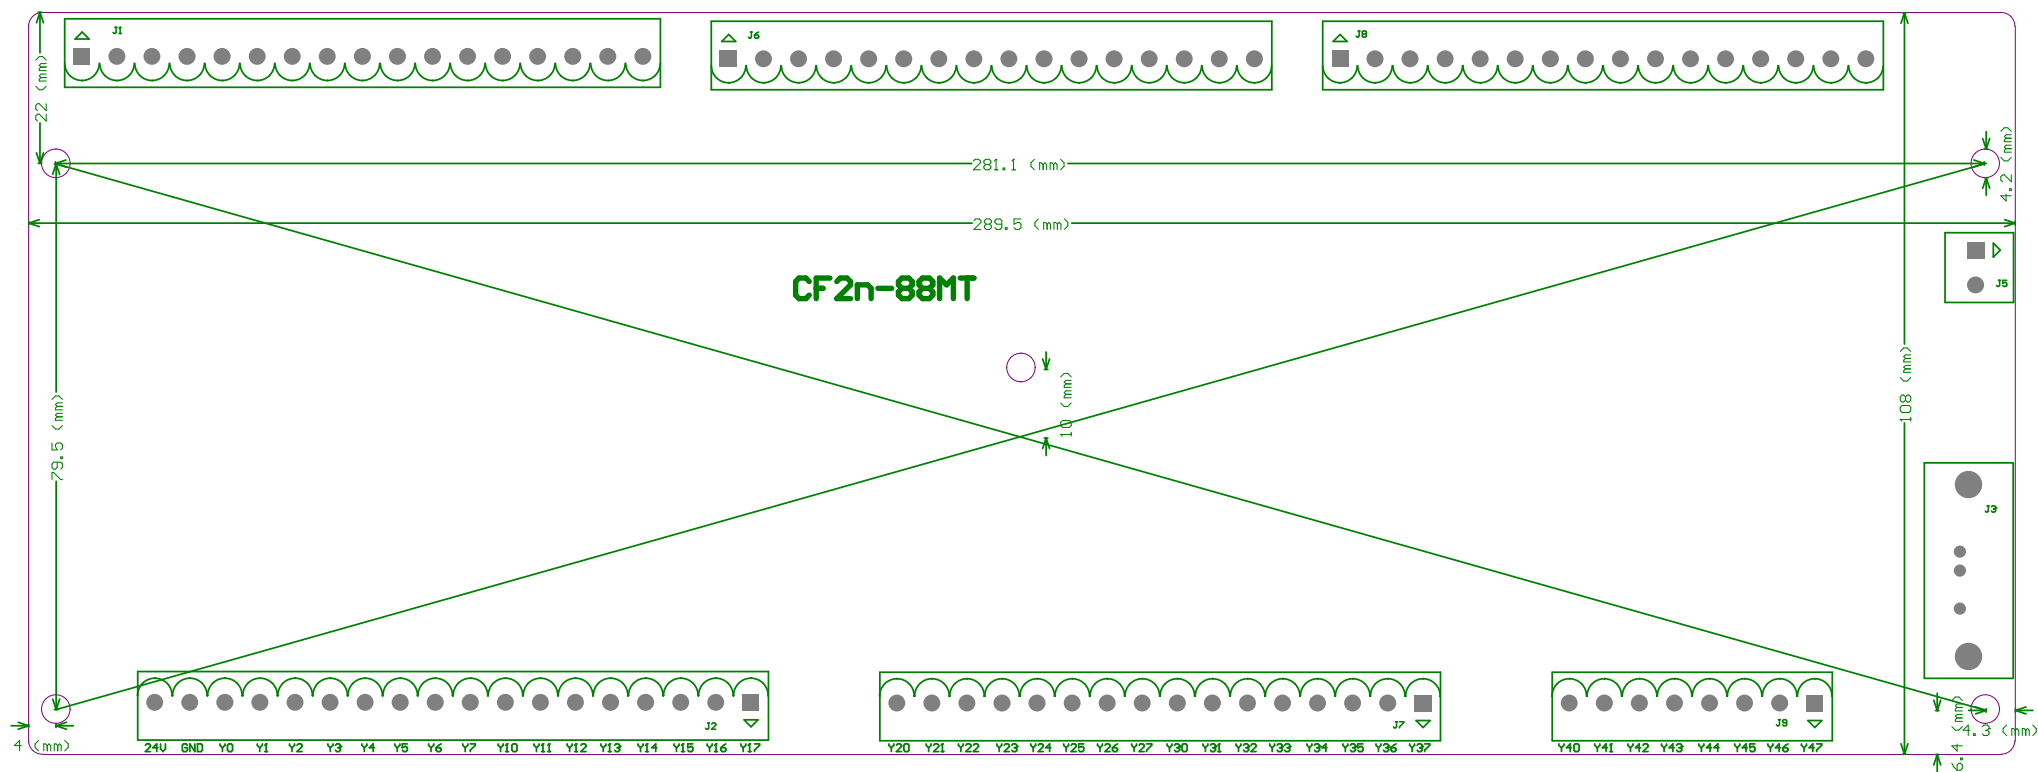 J1
J6
J8
22 (mm)
281.1 (mm)
4.2 (mm)
289.5 (mm)
CF2n-88MT
J5
10 (mm)
108 (mm)
79.5 (mm)
J3
J2
J7
J9
24V GND Y0 Y1 Y2 Y3 Y4 Y5 Y6 Y7 Y10 Y11 Y12 Y13 Y14 Y15 Y16 Y17
Y20 Y21 Y22 Y23 Y24 Y25 Y26 Y27 Y30 Y31 Y32 Y33 Y34 Y35 Y36 Y37
Y40 Y41 Y42 Y43 Y44 Y45 Y46 Y47
4 (mm)
6.4 (mm)
4.3 (mm)